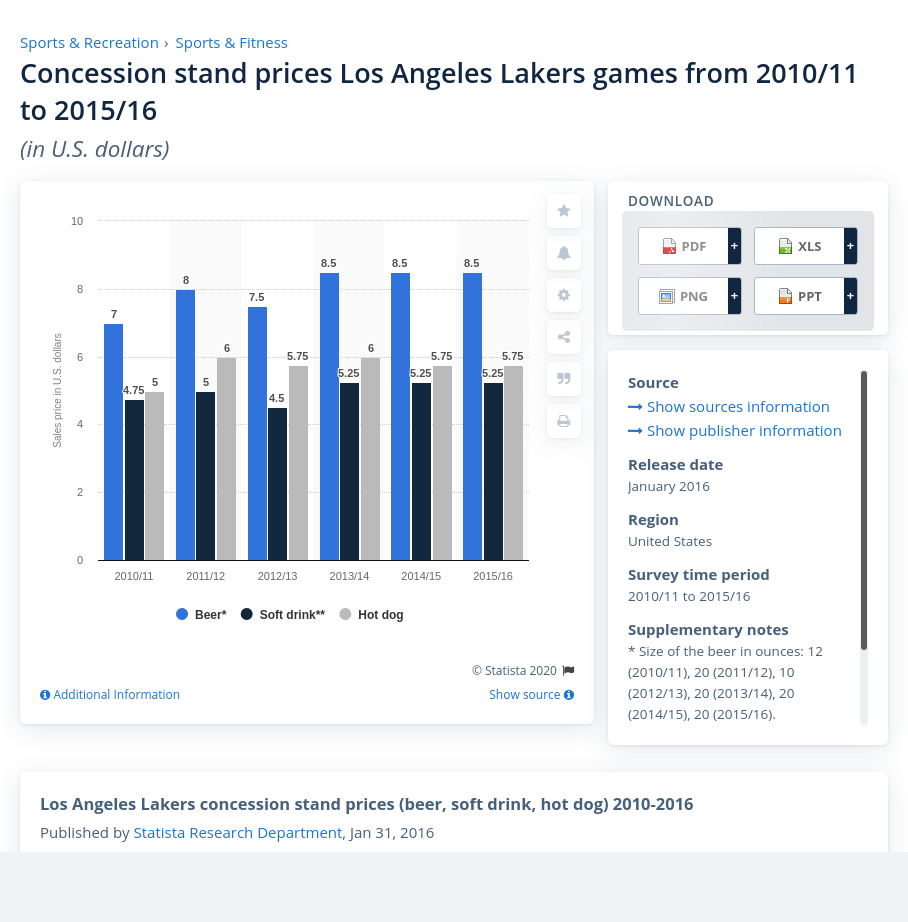 Sports & Recreation › Sports & Fitness
Concession stand prices Los Angeles Lakers games from 2010/11
to 2015/16
(in U.S. dollars)
DOWNLOAD
PDF +
XLS +
PNG +
PPT +
Sales price in U.S. dollars
10
8
6
4
2
0
7
4.75
5
8
5
6
7.5
4.5
5.75
8.5
5.25
6
8.5
5.25
5.75
8.5
5.25
5.75
2010/11
2011/12
2012/13
2013/14
2014/15
2015/16
Beer* Soft drink** Hot dog
© Statista 2020
Additional Information
Show source
Source
Show sources information
Show publisher information
Release date
January 2016
Region
United States
Survey time period
2010/11 to 2015/16
Supplementary notes
* Size of the beer in ounces: 12
(2010/11), 20 (2011/12), 10
(2012/13), 20 (2013/14), 20
(2014/15), 20 (2015/16).
Los Angeles Lakers concession stand prices (beer, soft drink, hot dog) 2010-2016
Published by Statista Research Department, Jan 31, 2016